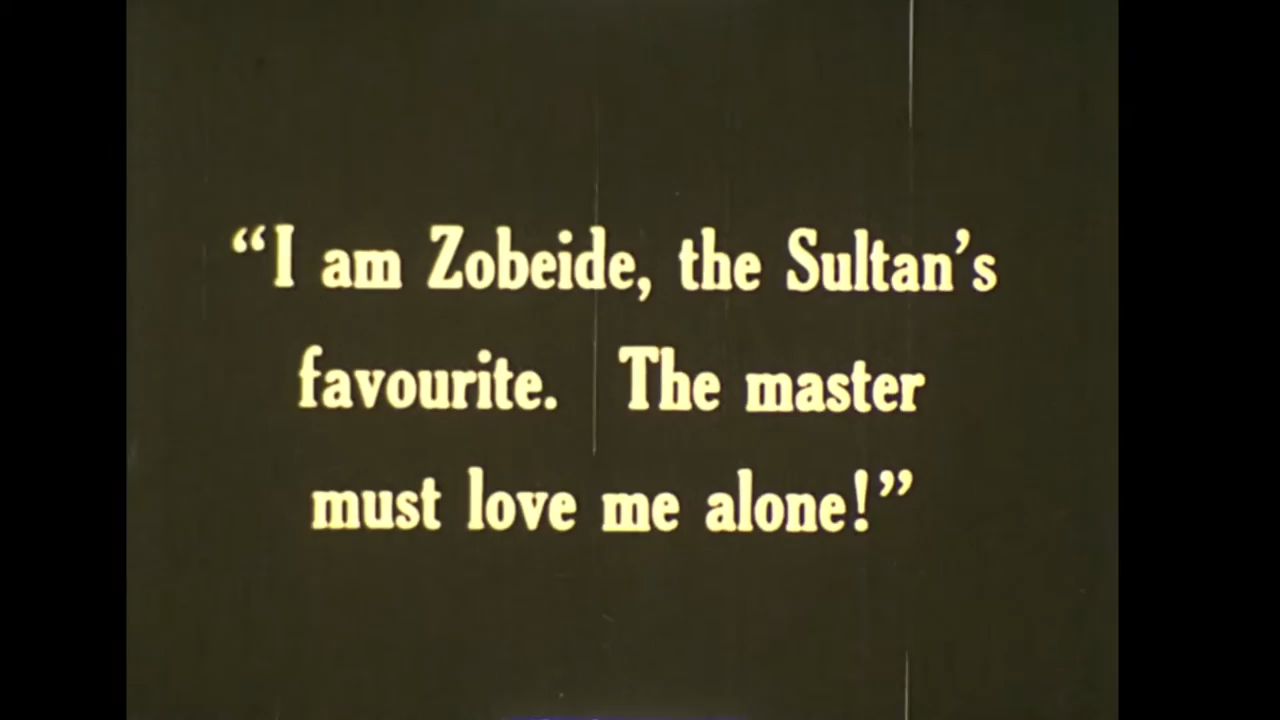 “I am Zobeide, the Sultan’s
favourite. The master
must love me alone!”